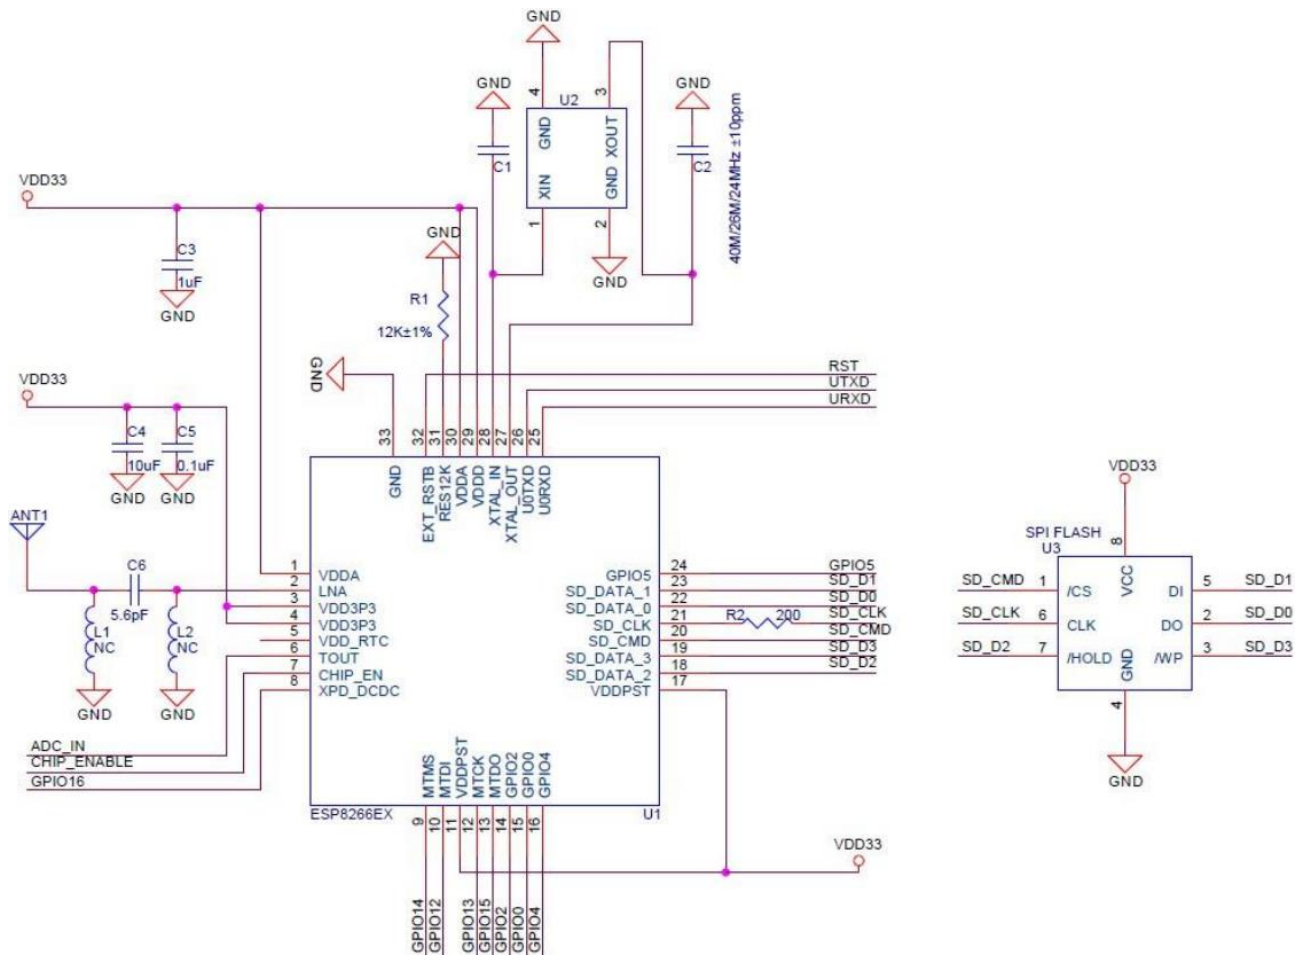 GND
GND
4
U2
3
GND
GND
XOUT
C1
XIN
GND
C2
40M/26M/24MHz ±10ppm
1
2
GND
VDD33
C3
1uF
GND
GND
R1
12K±1%
GND
RST
UTXD
URXD
VDD33
C4
10uF
GND
C5
0.1uF
GND
33
32
31
30
29
28
27
26
25
GND
EXT_RSTB
RES12K
VDDA
VDDD
XTAL_IN
XTAL_OUT
U0TXD
U0RXD
ANT1
C6
5.6pF
L1
NC
L2
NC
GND
GND
1 VDDA
2 LNA
3 VDD3P3
4 VDD3P3
5 VDD_RTC
6 TOUT
7 CHIP_EN
8 XPD_DCDC
GPIO5 24 GPIO5
SD_DATA_1 23 SD_D1
SD_DATA_0 22 SD_D0
SD_CLK 21 R2 200 SD_CLK
SD_CMD 20 SD_CMD
SD_DATA_3 19 SD_D3
SD_DATA_2 18 SD_D2
VDDPST 17
ADC_IN
CHIP_ENABLE
GPIO16
MTMS
MTDI
VDDPST
MTCK
MTDO
GPIO2
GPIO0
GPIO4
ESP8266EX
U1
9
10
11
12
13
14
15
16
GPIO14
GPIO12
GPIO13
GPIO15
GPIO2
GPIO0
GPIO4
VDD33
VDD33
SPI FLASH
U3
8
SD_CMD 1 /CS
VCC
DI 5 SD_D1
SD_CLK 6 CLK
DO 2 SD_D0
SD_D2 7 /HOLD
GND
/WP 3 SD_D3
4
GND